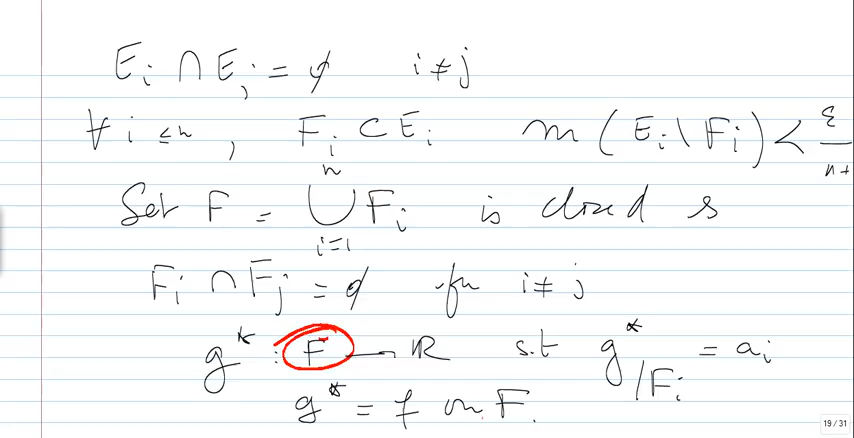 E_i ∩ E_j = ∅ i ≠ j
∀ i ≤ n, F_i ⊂ E_i m(E_i \ F_i) < ε/n+
Set F = ⋃_{i=1}^{n} F_i is closed &
F_i ∩ F_j = ∅ for i ≠ j
g* : F → ℝ s.t g*_{/F_i} = a_i
g* = f on F.
19 / 31